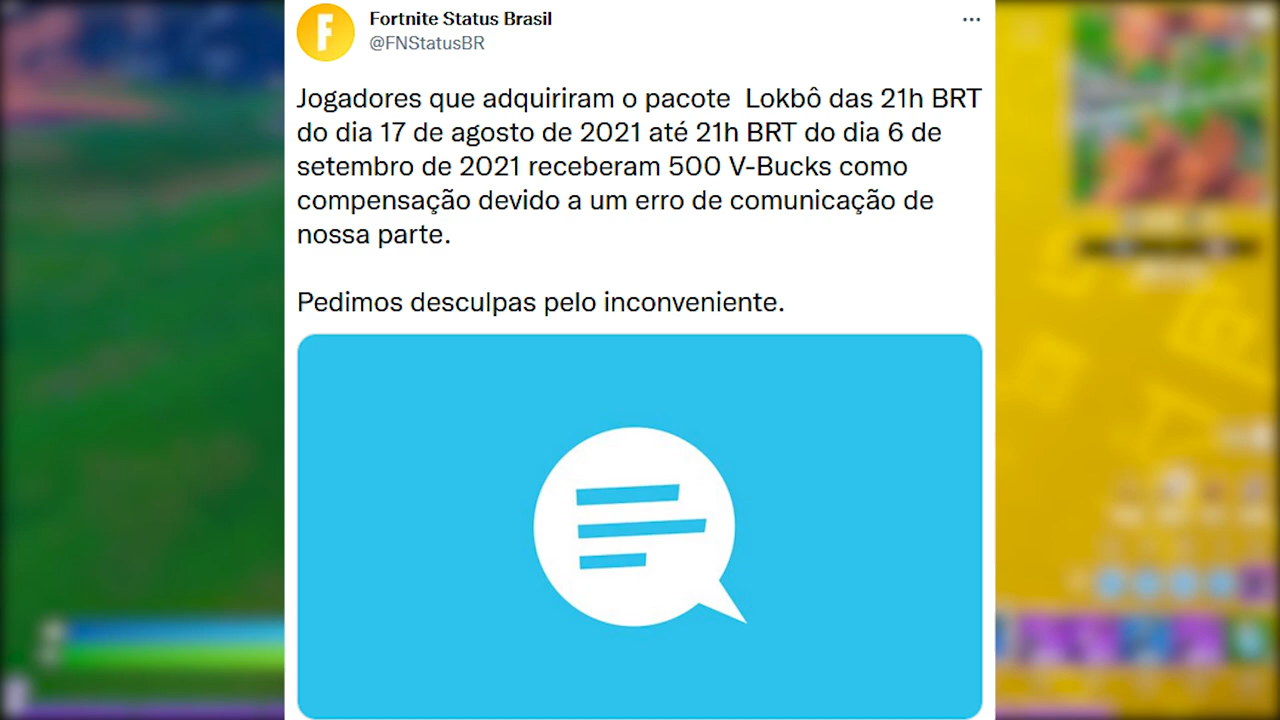 Fortnite Status Brasil
@FNStatusBR
Jogadores que adquiriram o pacote  Lokbô das 21h BRT
do dia 17 de agosto de 2021 até 21h BRT do dia 6 de
setembro de 2021 receberam 500 V-Bucks como
compensação devido a um erro de comunicação de
nossa parte.
Pedimos desculpas pelo inconveniente.